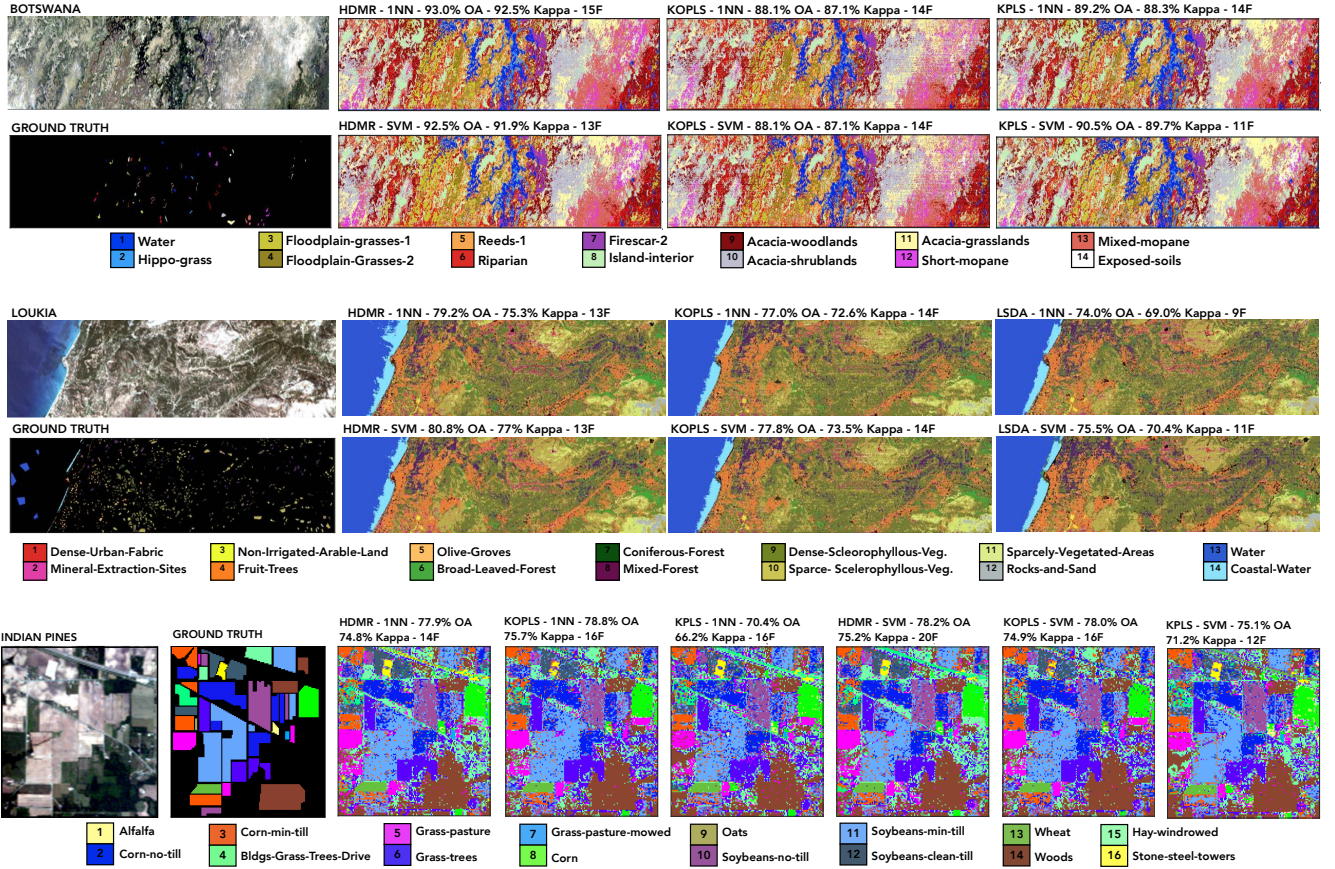 BOTSWANA
HDMR - 1NN - 93.0% OA - 92.5% Kappa - 15F
KOPLS - 1NN - 88.1% OA - 87.1% Kappa - 14F
KPLS - 1NN - 89.2% OA - 88.3% Kappa - 14F
GROUND TRUTH
HDMR - SVM - 92.5% OA - 91.9% Kappa - 13F
KOPLS - SVM - 88.1% OA - 87.1% Kappa - 14F
KPLS - SVM - 90.5% OA - 89.7% Kappa - 11F
1 Water
2 Hippo-grass
3 Floodplain-grasses-1
4 Floodplain-Grasses-2
5 Reeds-1
6 Riparian
7 Firescar-2
8 Island-interior
9 Acacia-woodlands
10 Acacia-shrublands
11 Acacia-grasslands
12 Short-mopane
13 Mixed-mopane
14 Exposed-soils
LOUKIA
HDMR - 1NN - 79.2% OA - 75.3% Kappa - 13F
KOPLS - 1NN - 77.0% OA - 72.6% Kappa - 14F
LSDA - 1NN - 74.0% OA - 69.0% Kappa - 9F
GROUND TRUTH
HDMR - SVM - 80.8% OA - 77% Kappa - 13F
KOPLS - SVM - 77.8% OA - 73.5% Kappa - 14F
LSDA - SVM - 75.5% OA - 70.4% Kappa - 11F
1 Dense-Urban-Fabric
2 Mineral-Extraction-Sites
3 Non-Irrigated-Arable-Land
4 Fruit-Trees
5 Olive-Groves
6 Broad-Leaved-Forest
7 Coniferous-Forest
8 Mixed-Forest
9 Dense-Scleorophyllous-Veg.
10 Sparce- Scelerophyllous-Veg.
11 Sparcely-Vegetated-Areas
12 Rocks-and-Sand
13 Water
14 Coastal-Water
INDIAN PINES
GROUND TRUTH
HDMR - 1NN - 77.9% OA
74.8% Kappa - 14F
KOPLS - 1NN - 78.8% OA
75.7% Kappa - 16F
KPLS - 1NN - 70.4% OA
66.2% Kappa - 16F
HDMR - SVM - 78.2% OA
75.2% Kappa - 20F
KOPLS - SVM - 78.0% OA
74.9% Kappa - 16F
KPLS - SVM - 75.1% OA
71.2% Kappa - 12F
1 Alfalfa
2 Corn-no-till
3 Corn-min-till
4 Bldgs-Grass-Trees-Drive
5 Grass-pasture
6 Grass-trees
7 Grass-pasture-mowed
8 Corn
9 Oats
10 Soybeans-no-till
11 Soybeans-min-till
12 Soybeans-clean-till
13 Wheat
14 Woods
15 Hay-windrowed
16 Stone-steel-towers